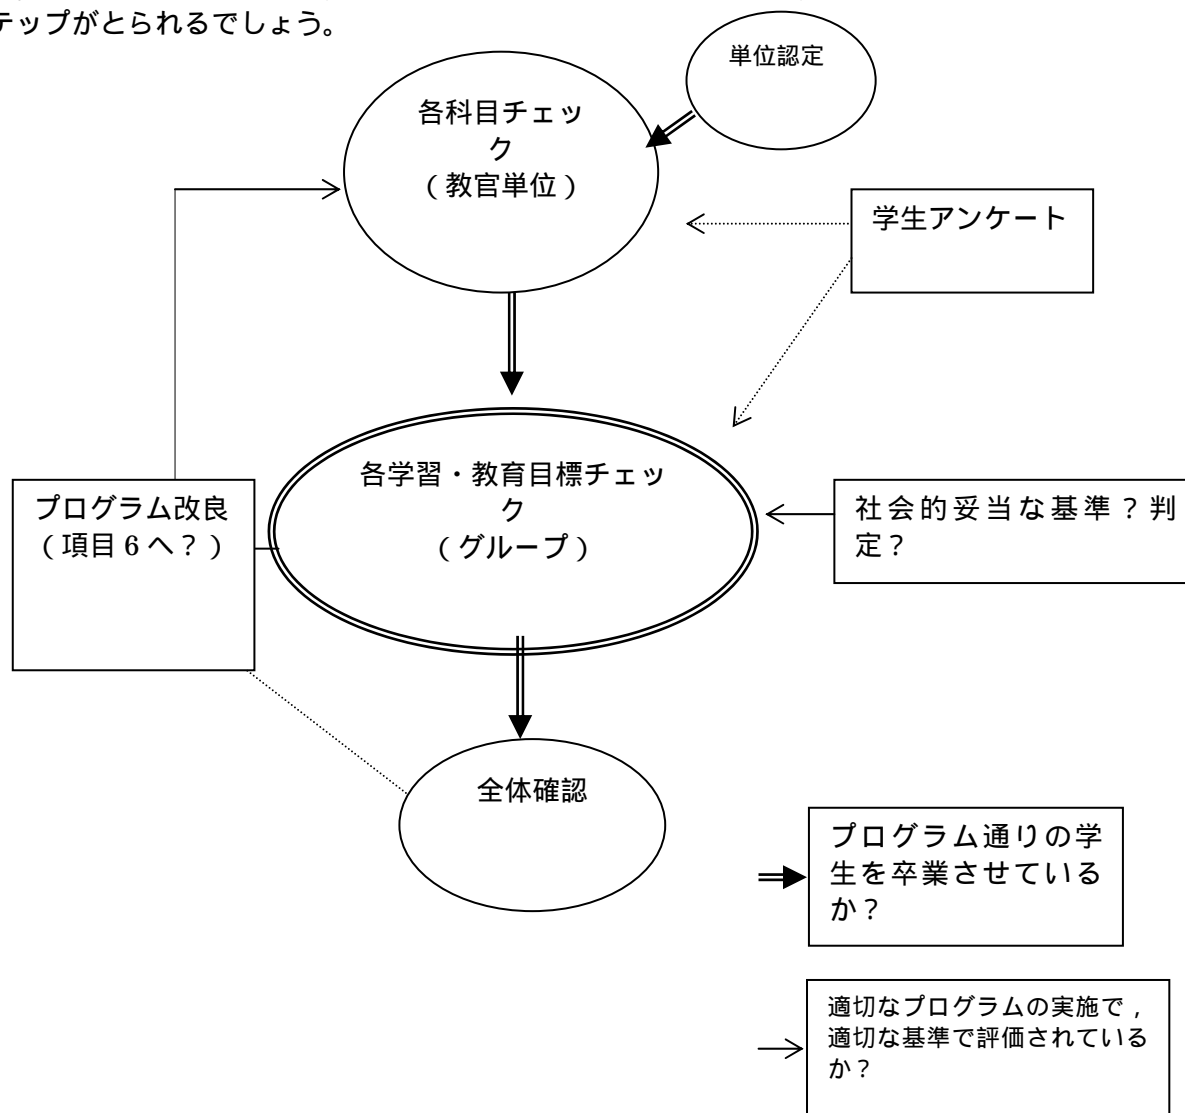 テップがとられるでしょう。
単位認定
各科目チェッ
ク
（教官単位）
学生アンケート
各学習・教育目標チェッ
ク
（グループ）
プログラム改良
（項目 6 へ？）
社会的妥当な基準？判
定？
全体確認
プログラム通りの学
生を卒業させている
か？
適切なプログラムの実施で，
適切な基準で評価されている
か？